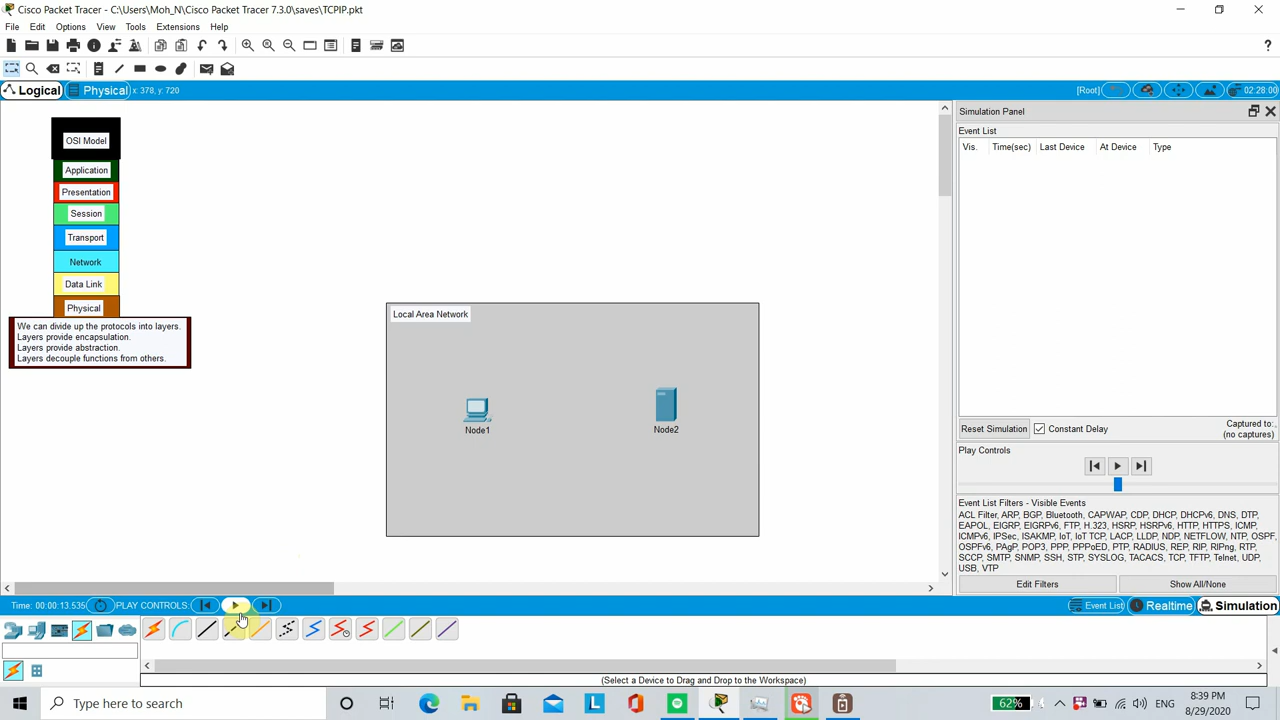 Cisco Packet Tracer - C:\Users\Moh_N\Cisco Packet Tracer 7.3.0\saves\TCPIP.pkt
File Edit Options View Tools Extensions Help
?
Logical Physical x: 378, y: 720 [Root] 02:28:00
OSI Model
Application
Presentation
Session
Transport
Network
Data Link
Physical
We can divide up the protocols into layers.
Layers provide encapsulation.
Layers provide abstraction.
Layers decouple functions from others.
Local Area Network
Node1
Node2
Simulation Panel
Event List
Vis. Time(sec) Last Device At Device Type
Reset Simulation Constant Delay Captured to:,
(no captures)
Play Controls
Event List Filters - Visible Events
ACL Filter, ARP, BGP, Bluetooth, CAPWAP, CDP, DHCP, DHCPv6, DNS, DTP,
EAPOL, EIGRP, EIGRPv6, FTP, H.323, HSRP, HSRPv6, HTTP, HTTPS, ICMP,
ICMPv6, IPSec, ISAKMP, IoT, IoT TCP, LACP, LLDP, NDP, NETFLOW, NTP, OSPF,
OSPFv6, PAgP, POP3, PPP, PPPoED, PTP, RADIUS, REP, RIP, RIPng, RTP,
SCCP, SMTP, SNMP, SSH, STP, SYSLOG, TACACS, TCP, TFTP, Telnet, UDP,
USB, VTP
Edit Filters Show All/None
Time: 00:00:13.535 PLAY CONTROLS: Event List Realtime Simulation
(Select a Device to Drag and Drop to the Workspace)
Type here to search
62% ENG
8:39 PM
8/29/2020